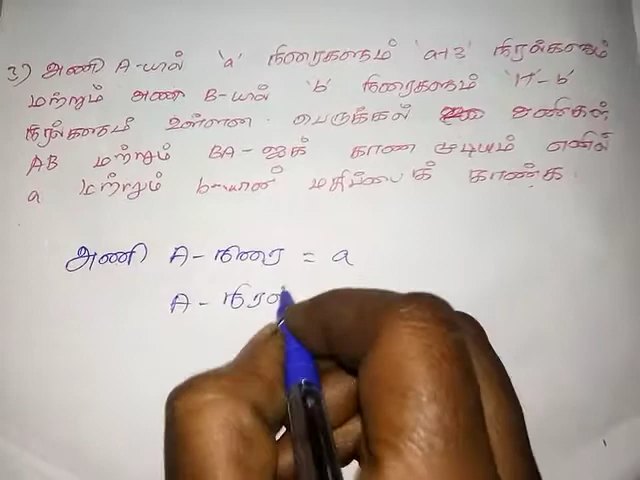 3) அணி A-யில் 'a' நிரைகளும் 'a+3' நிரல்களும்
மற்றும் அணி B-யில் 'b' நிரைகளும் '17-b'
நிரல்களும் உள்ளன. பெருக்கல் அணிகள்
AB மற்றும் BA-ஐக் காண முடியும் எனில்
a மற்றும் b-யின் மதிப்பைக் காண்க.
அணி A-நிரை = a
A - நிரல